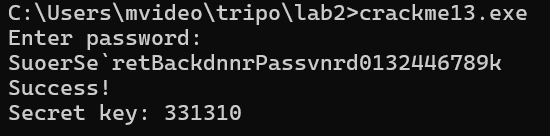 C:\Users\mvideo\tripo\lab2>crackme13.exe
Enter password:
SuoerSe`retBackdnnrPassvnrd0132446789k
Success!
Secret key: 331310